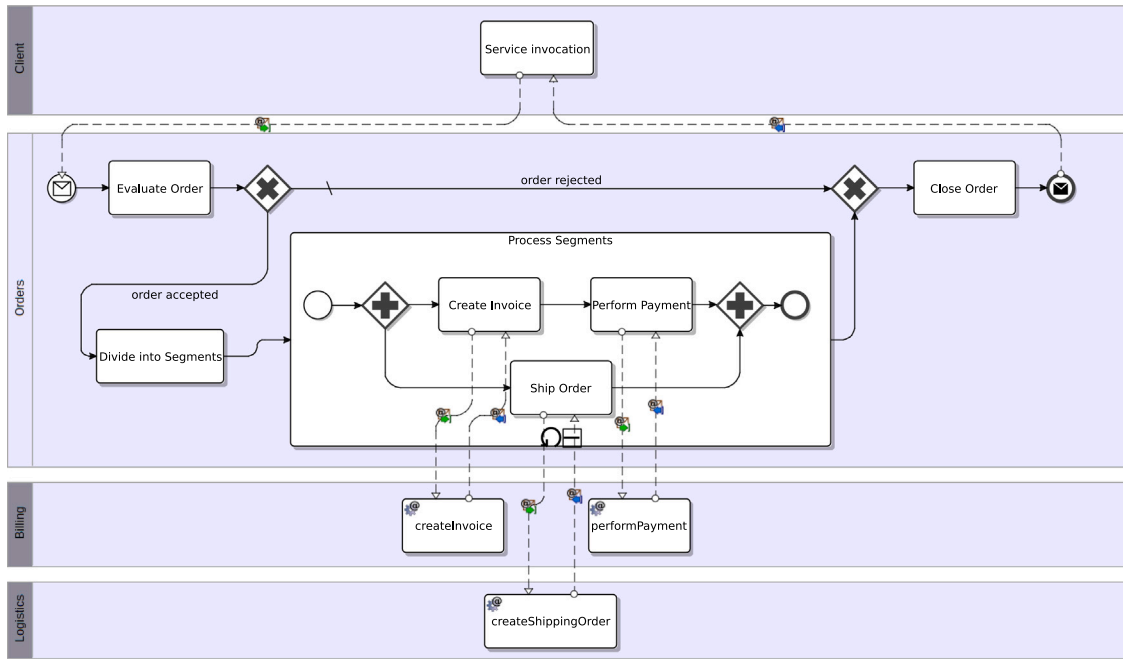 Client
Service invocation
Orders
Evaluate Order
order rejected
Close Order
Process Segments
order accepted
Create Invoice
Perform Payment
Divide into Segments
Ship Order
Billing
createInvoice
performPayment
Logistics
createShippingOrder